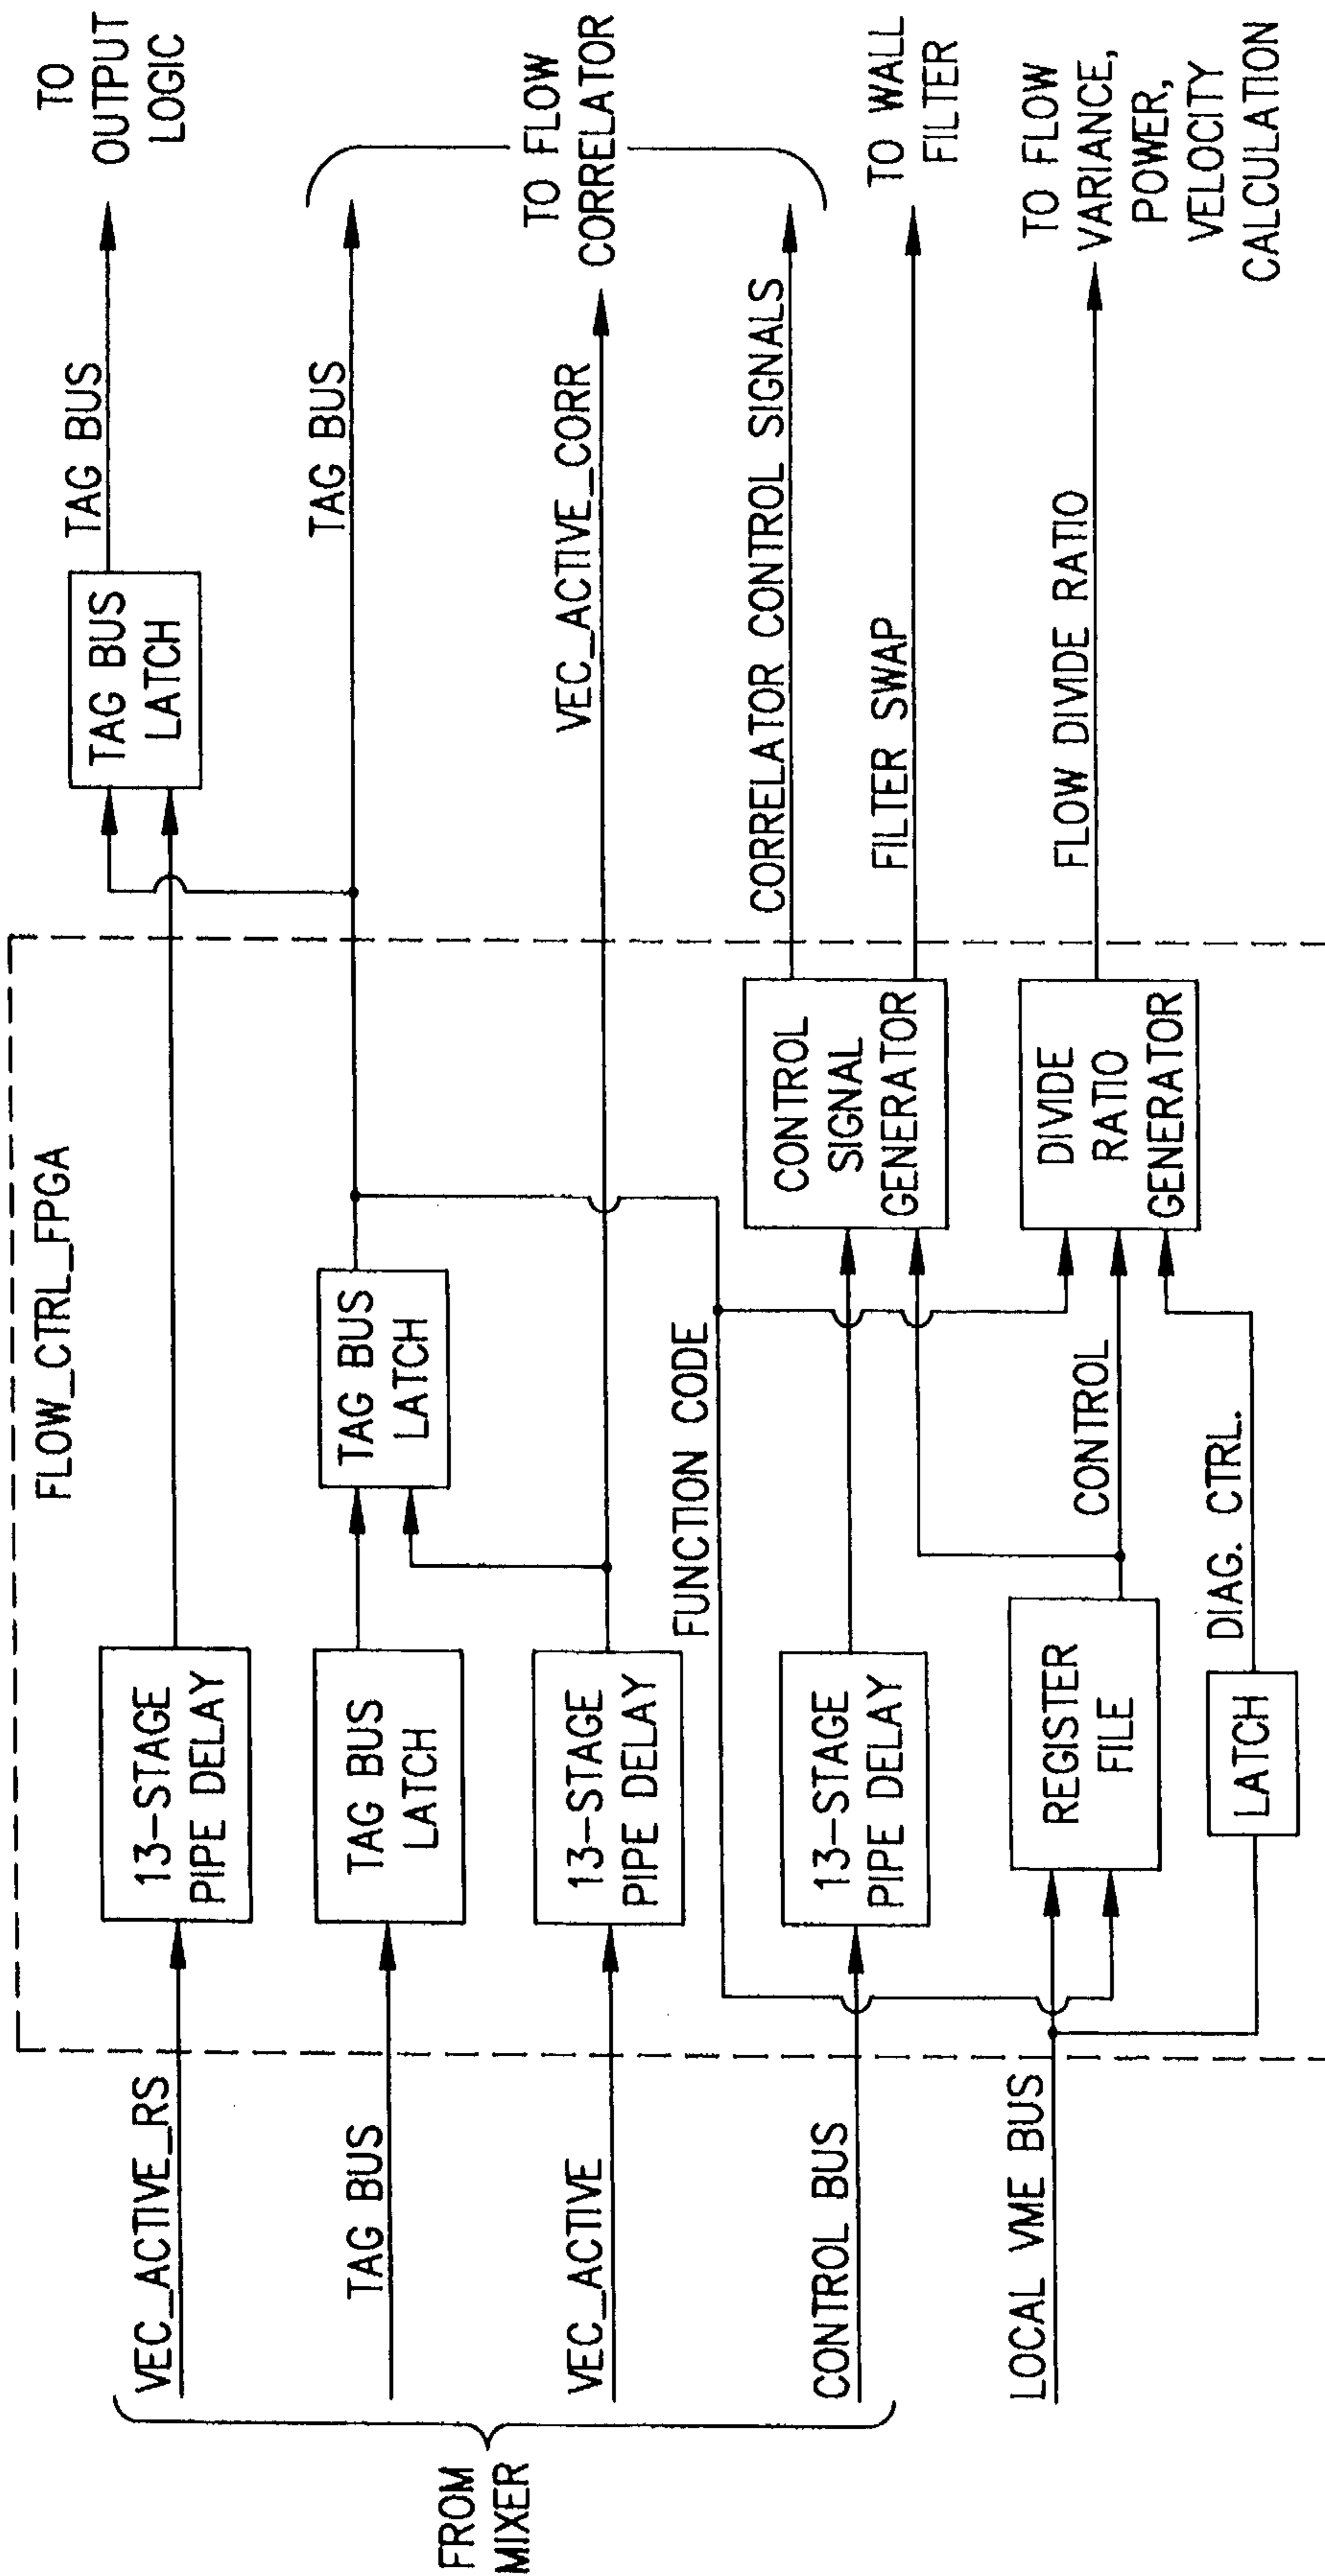 FROM
MIXER
VEC_ACTIVE_RS
TAG BUS
VEC_ACTIVE
CONTROL BUS
LOCAL VME BUS
FLOW_CTRL_FPGA
13-STAGE
PIPE DELAY
TAG BUS
LATCH
13-STAGE
PIPE DELAY
13-STAGE
PIPE DELAY
REGISTER
FILE
LATCH
TAG BUS
LATCH
FUNCTION CODE
CONTROL
DIAG. CTRL.
CONTROL
SIGNAL
GENERATOR
DIVIDE
RATIO
GENERATOR
TAG BUS
LATCH
TAG BUS
TAG BUS
VEC_ACTIVE_CORR
CORRELATOR CONTROL SIGNALS
FILTER SWAP
FLOW DIVIDE RATIO
TO
OUTPUT
LOGIC
TO FLOW
CORRELATOR
TO WALL
FILTER
TO FLOW
VARIANCE,
POWER,
VELOCITY
CALCULATION